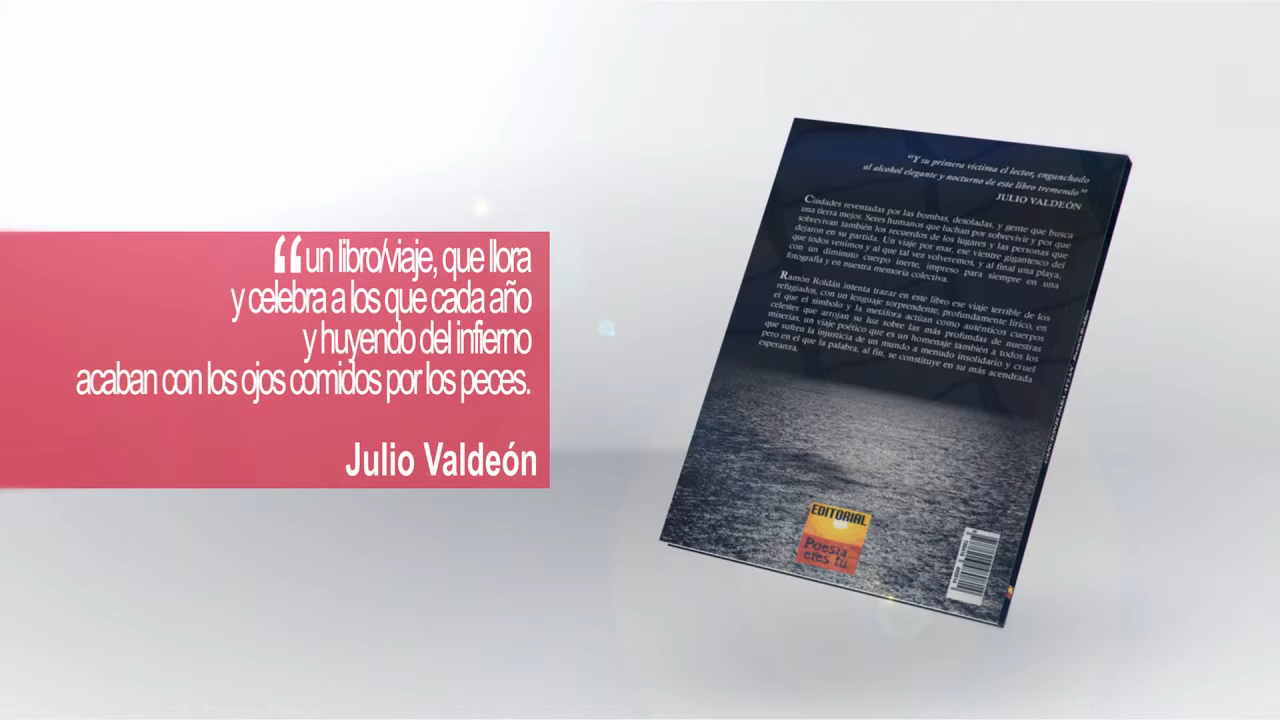 “un libro/viaje, que llora
y celebra a los que cada año
y huyendo del infierno
acaban con los ojos comidos por los peces.
Julio Valdeón
“Y su primera víctima el lector, enganchado
al alcohol elegante y nocturno de este libro tremendo”
JULIO VALDEÓN
Ciudades reventadas por las bombas, desoladas, y gente que busca
una tierra mejor. Seres humanos que luchan por sobrevivir y por que
sobrevivan también los recuerdos de los lugares y las personas que
dejaron en su partida. Un viaje por mar, ese vientre gigantesco del
que todos venimos y al que tal vez volveremos, y al final una playa,
con un diminuto cuerpo inerte, impreso para siempre en una
fotografía y en nuestra memoria colectiva.
Ramón Roldán intenta trazar en este libro ese viaje terrible de los
refugiados, con un lenguaje sorprendente, profundamente lírico, en
el que el símbolo y la metáfora actúan como auténticos cuerpos
celestes que arrojan su luz sobre las más profundas de nuestras
miserias, un viaje poético que es un homenaje también a todos los
que sufren la injusticia de un mundo a menudo insolidario y cruel
pero en el que la palabra, al fin, se constituye en su más acendrada
esperanza.
CANCIONES PARA AYLAN Ramón Roldán
EDITORIAL
Poesía...
eres tú.